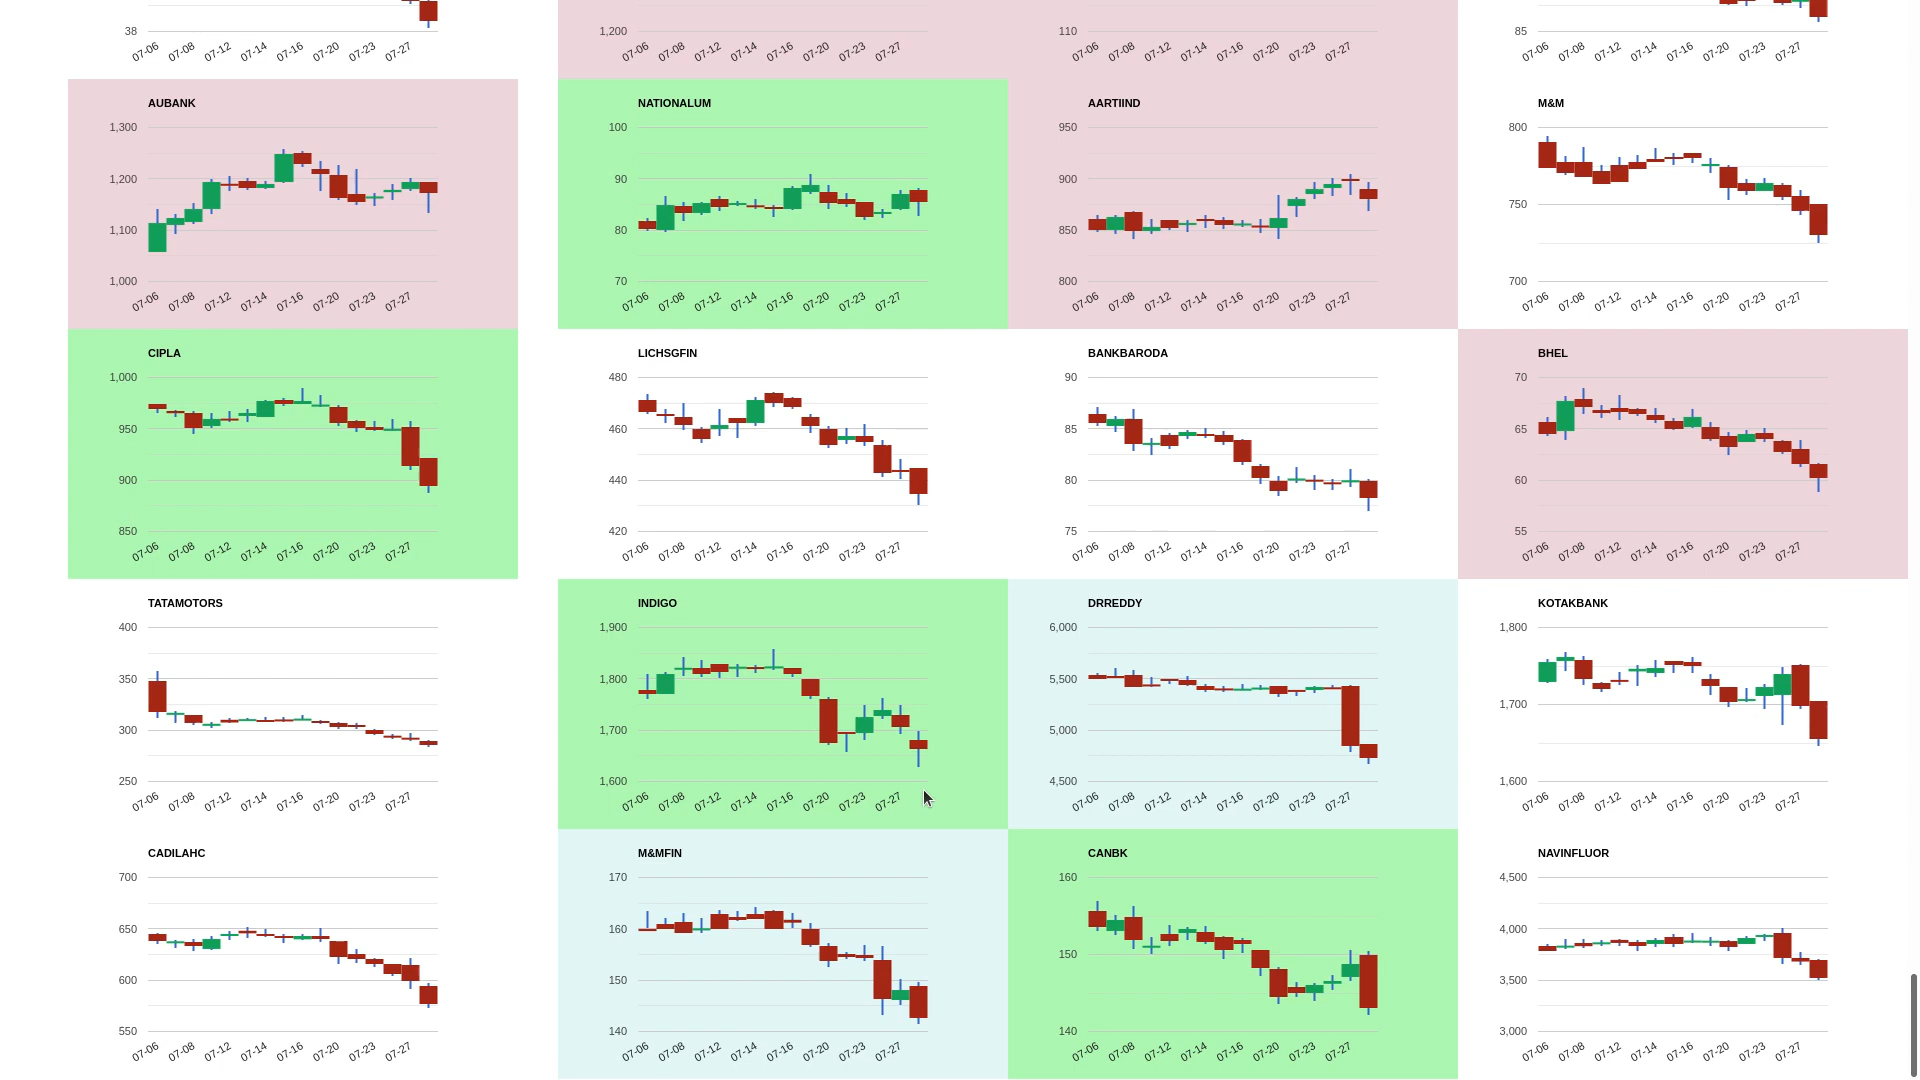 38
07-06 07-08 07-12 07-14 07-16 07-20 07-23 07-27
1,200
07-06 07-08 07-12 07-14 07-16 07-20 07-23 07-27
110
07-06 07-08 07-12 07-14 07-16 07-20 07-23 07-27
85
07-06 07-08 07-12 07-14 07-16 07-20 07-23 07-27
AUBANK
1,300
1,200
1,100
1,000
07-06 07-08 07-12 07-14 07-16 07-20 07-23 07-27
NATIONALUM
100
90
80
70
07-06 07-08 07-12 07-14 07-16 07-20 07-23 07-27
AARTIIND
950
900
850
800
07-06 07-08 07-12 07-14 07-16 07-20 07-23 07-27
M&M
800
750
700
07-06 07-08 07-12 07-14 07-16 07-20 07-23 07-27
CIPLA
1,000
950
900
850
07-06 07-08 07-12 07-14 07-16 07-20 07-23 07-27
LICHSGFIN
480
460
440
420
07-06 07-08 07-12 07-14 07-16 07-20 07-23 07-27
BANKBARODA
90
85
80
75
07-06 07-08 07-12 07-14 07-16 07-20 07-23 07-27
BHEL
70
65
60
55
07-06 07-08 07-12 07-14 07-16 07-20 07-23 07-27
TATAMOTORS
400
350
300
250
07-06 07-08 07-12 07-14 07-16 07-20 07-23 07-27
INDIGO
1,900
1,800
1,700
1,600
07-06 07-08 07-12 07-14 07-16 07-20 07-23 07-27
DRREDDY
6,000
5,500
5,000
4,500
07-06 07-08 07-12 07-14 07-16 07-20 07-23 07-27
KOTAKBANK
1,800
1,700
1,600
07-06 07-08 07-12 07-14 07-16 07-20 07-23 07-27
CADILAHC
700
650
600
550
07-06 07-08 07-12 07-14 07-16 07-20 07-23 07-27
M&MFIN
170
160
150
140
07-06 07-08 07-12 07-14 07-16 07-20 07-23 07-27
CANBK
160
150
140
07-06 07-08 07-12 07-14 07-16 07-20 07-23 07-27
NAVINFLUOR
4,500
4,000
3,500
3,000
07-06 07-08 07-12 07-14 07-16 07-20 07-23 07-27